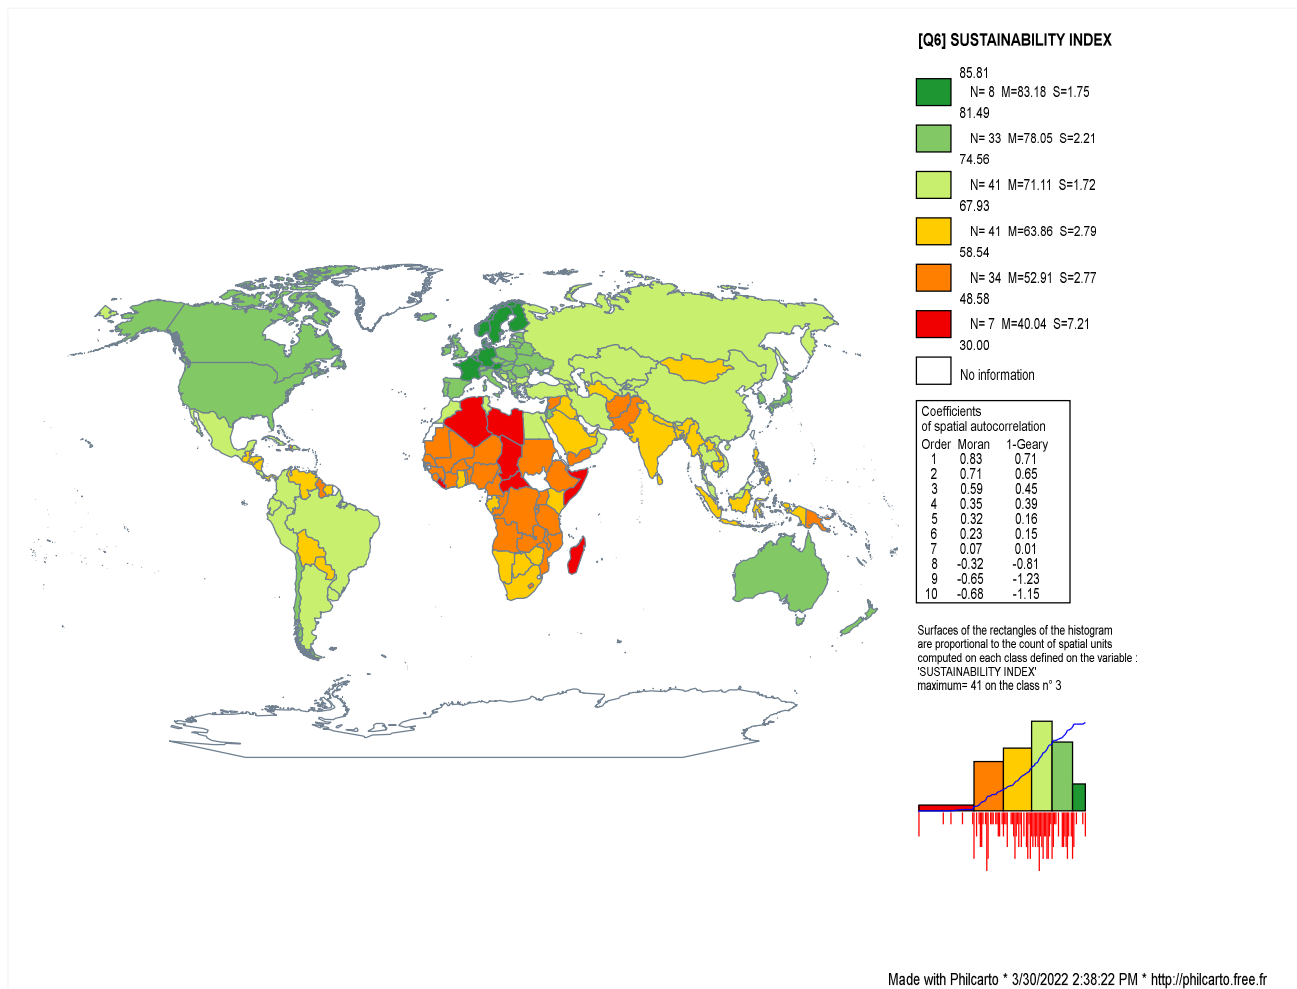 [Q6] SUSTAINABILITY INDEX
85.81
N= 8 M=83.18 S=1.75
81.49
N= 33 M=78.05 S=2.21
74.56
N= 41 M=71.11 S=1.72
67.93
N= 41 M=63.86 S=2.79
58.54
N= 34 M=52.91 S=2.77
48.58
N= 7 M=40.04 S=7.21
30.00
No information
Coefficients
of spatial autocorrelation
Order Moran 1-Geary
1 0.83 0.71
2 0.71 0.65
3 0.59 0.45
4 0.35 0.39
5 0.32 0.16
6 0.23 0.15
7 0.07 0.01
8 -0.32 -0.81
9 -0.65 -1.23
10 -0.68 -1.15
Surfaces of the rectangles of the histogram
are proportional to the count of spatial units
computed on each class defined on the variable :
'SUSTAINABILITY INDEX'
maximum= 41 on the class n° 3
Made with Philcarto * 3/30/2022 2:38:22 PM * http://philcarto.free.fr